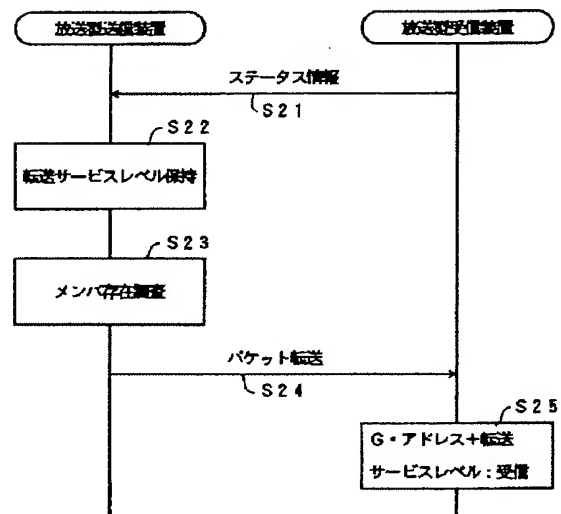 放送型送信装置
放送型受信装置
ステータス情報
S21
S22
転送サービスレベル保持
S23
メンバ存在調査
パケット転送
S24
S25
G・アドレス+転送
サービスレベル:受信